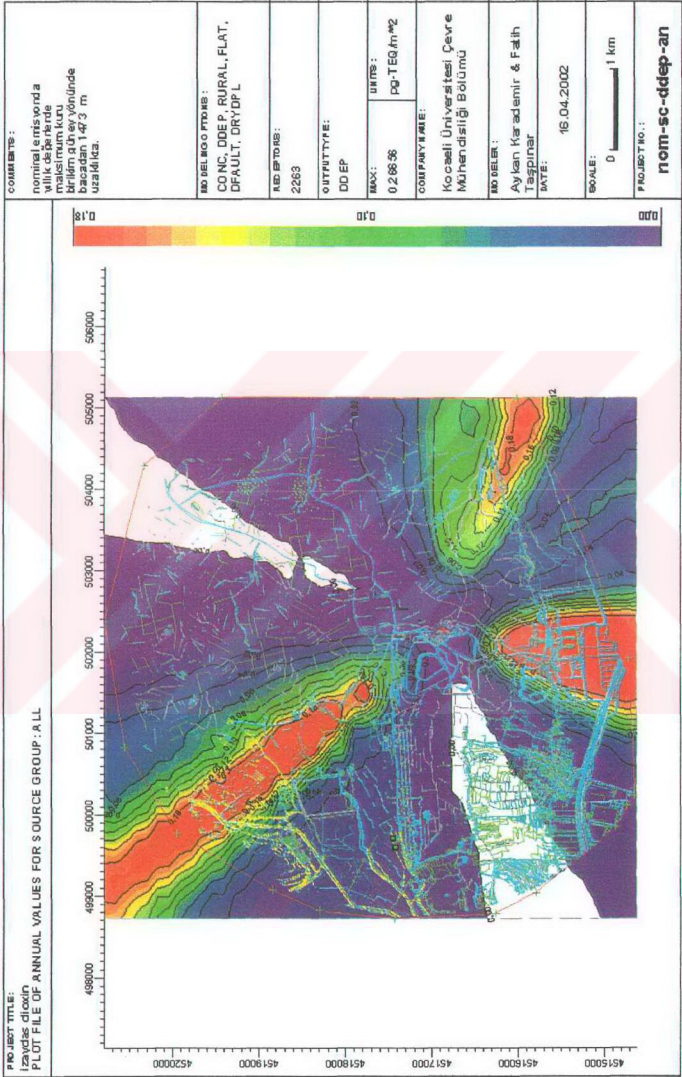 PROJECT TITLE:
izaydas dioxin
PLOT FILE OF ANNUAL VALUES FOR SOURCE GROUP: ALL
498000
499000
500000
501000
502000
503000
504000
505000
506000
4520000
4519000
4518000
4517000
4516000
4515000
0,18
0,10
0,00
COMMENTS:
nominal emisyonda
yıllık değerlerde
maksimum kuru
birikim güney yönünde
bacadan 1473 m
uzaklıkta.
MODELING OPTIONS:
CONC, DDEP, RURAL, FLAT,
DFAULT, DRYDPL
RECEPTORS:
2263
OUTPUT TYPE:
DDEP
MAX:
0.26656
UNITS:
pg-TEQ/m**2
COMPANY NAME:
Kocaeli Üniversitesi Çevre
Mühendisliği Bölümü
MODELER:
Aykan Karademir & Fatih
Taşpınar
DATE:
16.04.2002
SCALE:
0
1 km
PROJECT NO.:
nom-sc-ddep-an